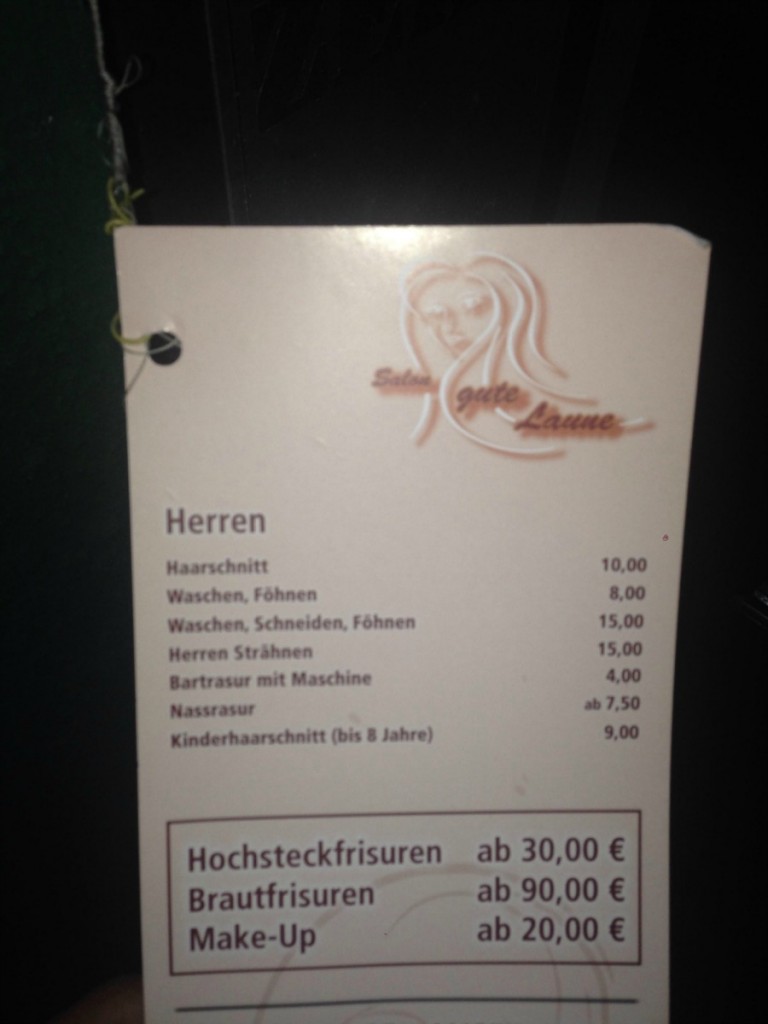 Salon
gute
Laune
Herren
Haarschnitt 10,00
Waschen, Föhnen 8,00
Waschen, Schneiden, Föhnen 15,00
Herren Strähnen 15,00
Bartrasur mit Maschine 4,00
Nassrasur ab 7,50
Kinderhaarschnitt (bis 8 Jahre) 9,00
Hochsteckfrisuren ab 30,00 €
Brautfrisuren ab 90,00 €
Make-Up ab 20,00 €